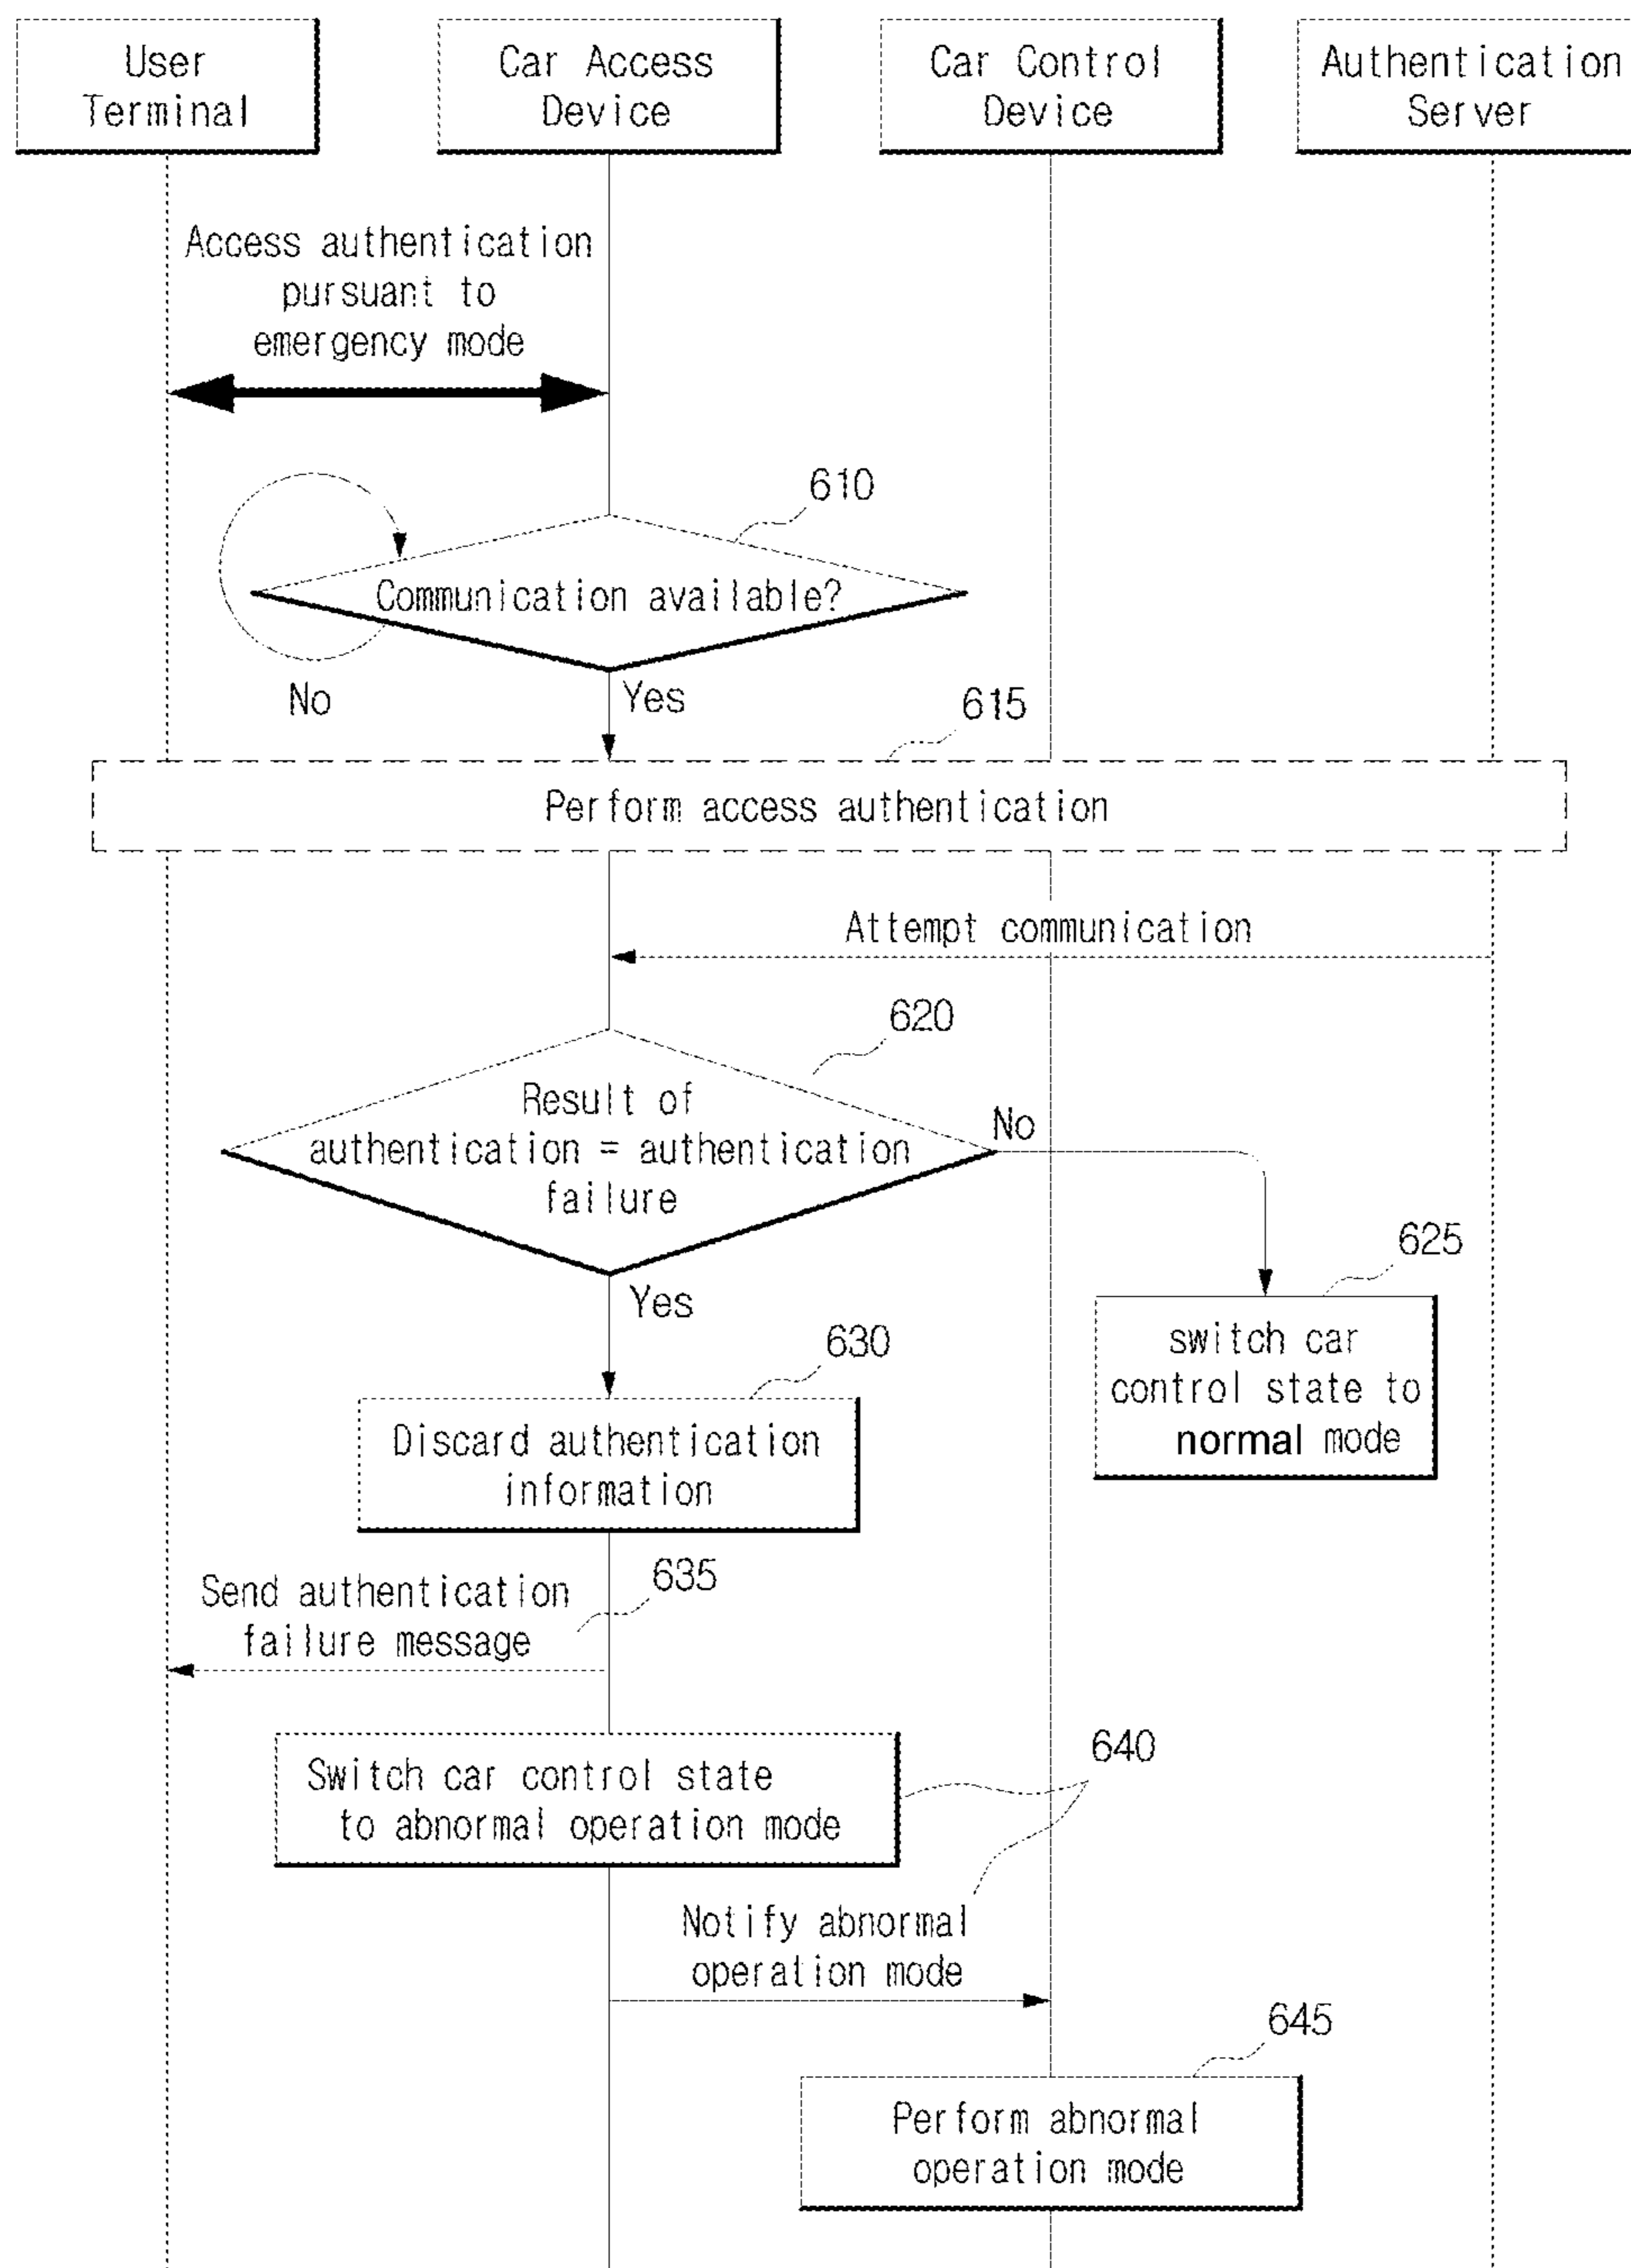 User
Terminal
Car Access
Device
Car Control
Device
Authentication
Server
Access authentication
pursuant to
emergency mode
610
Communication available?
No
Yes
615
Perform access authentication
Attempt communication
620
Result of
authentication = authentication
failure
No
Yes
625
switch car
control state to
normal mode
630
Discard authentication
information
635
Send authentication
failure message
640
Switch car control state
to abnormal operation mode
Notify abnormal
operation mode
645
Perform abnormal
operation mode